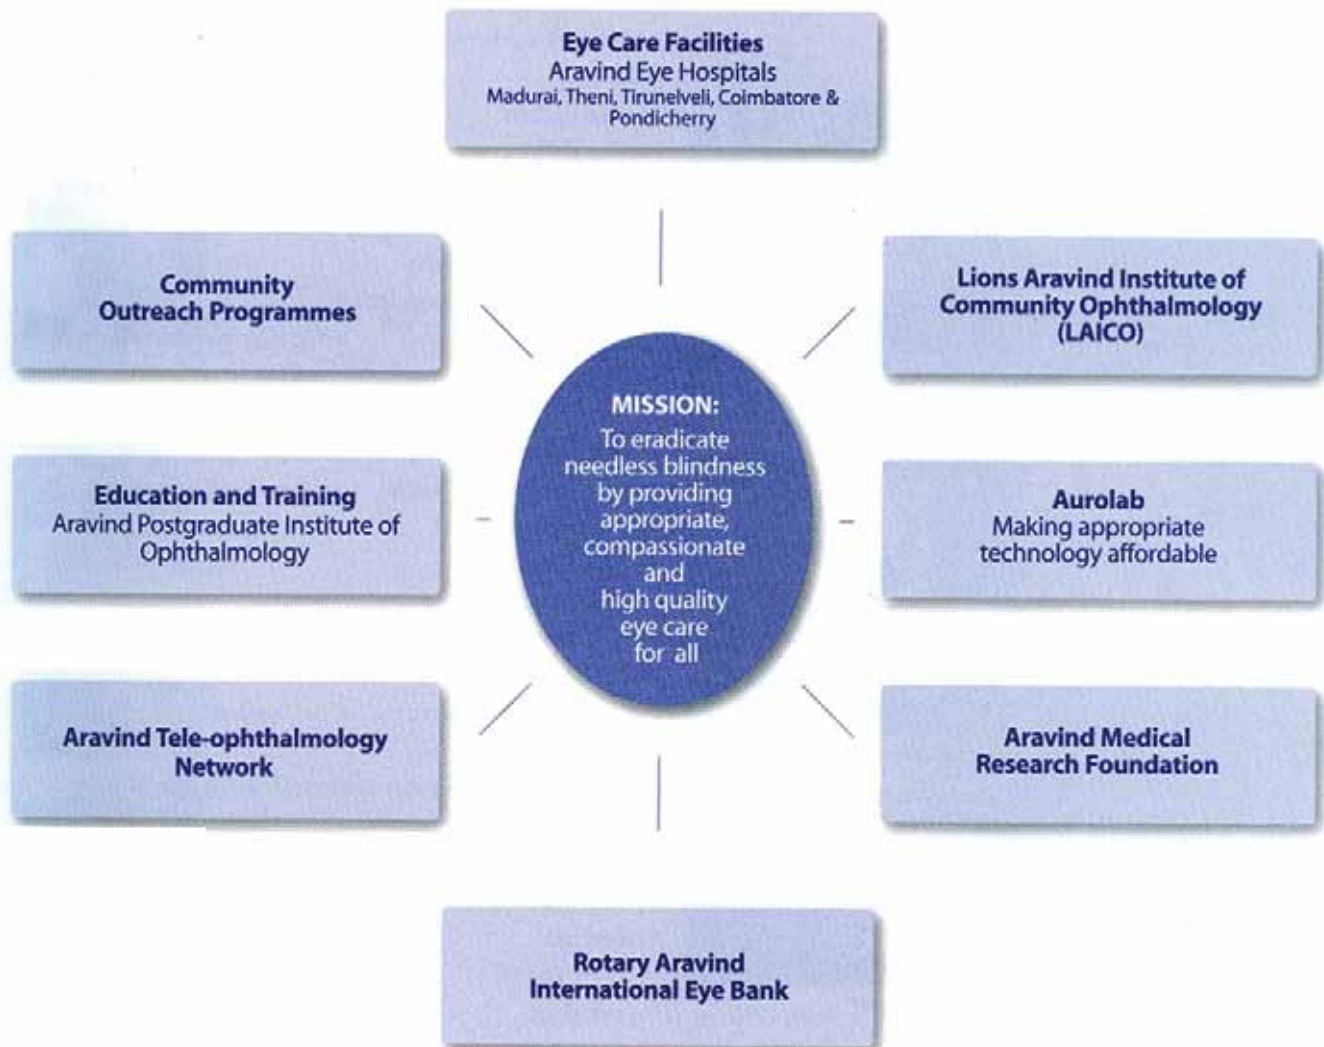 Eye Care Facilities
Aravind Eye Hospitals
Madurai, Theni, Tirunelveli, Coimbatore &
Pondicherry
Community
Outreach Programmes
Lions Aravind Institute of
Community Ophthalmology
(LAICO)
MISSION:
To eradicate
needless blindness
by providing
appropriate,
compassionate
and
high quality
eye care
for all
Education and Training
Aravind Postgraduate Institute of
Ophthalmology
Aurolab
Making appropriate
technology affordable
Aravind Tele-ophthalmology
Network
Aravind Medical
Research Foundation
Rotary Aravind
International Eye Bank